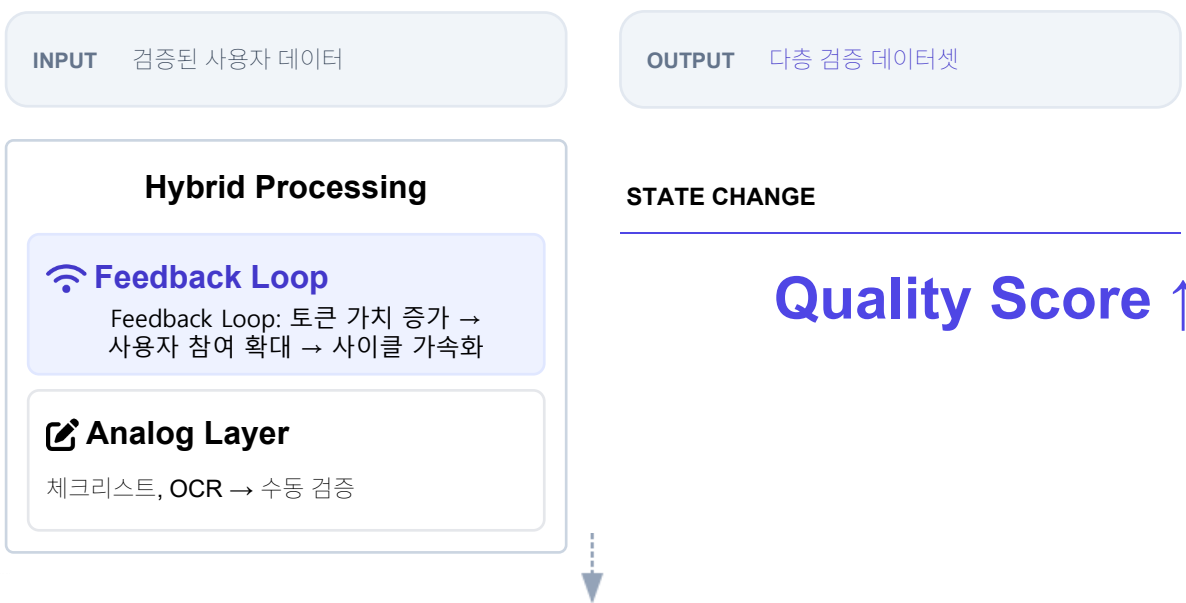 INPUT 검증된 사용자 데이터
OUTPUT 다층 검증 데이터셋
Hybrid Processing
Feedback Loop
Feedback Loop: 토큰 가치 증가 →
사용자 참여 확대 → 사이클 가속화
Analog Layer
체크리스트, OCR → 수동 검증
STATE CHANGE
Quality Score ↑